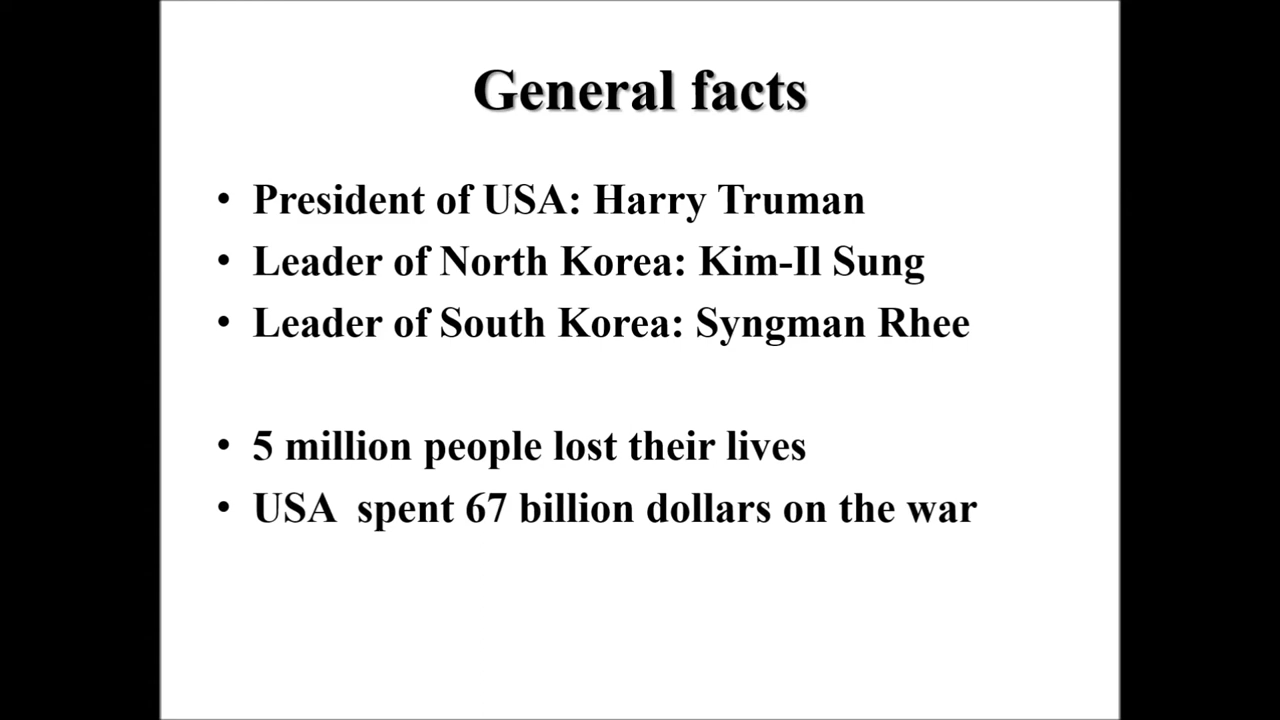 General facts
• President of USA: Harry Truman
• Leader of North Korea: Kim-Il Sung
• Leader of South Korea: Syngman Rhee
• 5 million people lost their lives
• USA  spent 67 billion dollars on the war